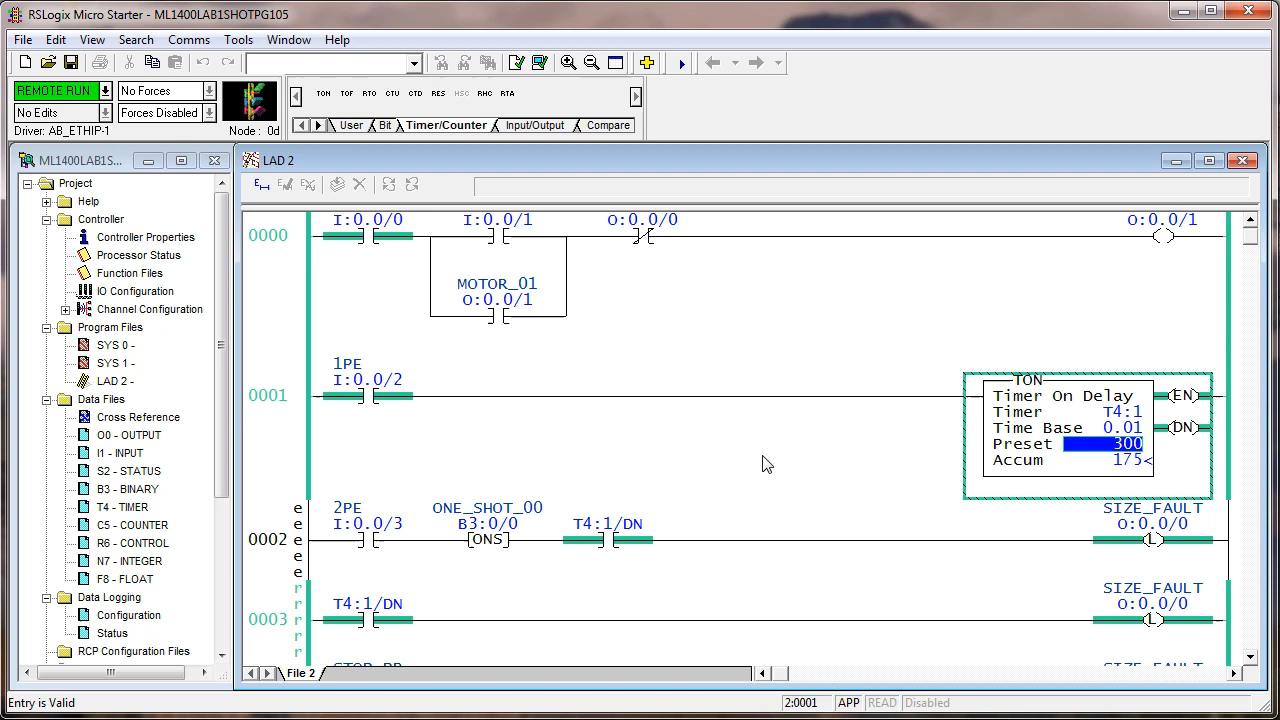 RSLogix Micro Starter - ML1400LAB1SHOTPG105
File Edit View Search Comms Tools Window Help
REMOTE RUN No Forces
No Edits Forces Disabled
Driver: AB_ETHIP-1 Node : 0d
TON TOF RTO CTU CTD RES HSC RHC RTA
User Bit Timer/Counter Input/Output Compare
ML1400LAB1S...
Project
Help
Controller
Controller Properties
Processor Status
Function Files
IO Configuration
Channel Configuration
Program Files
SYS 0 -
SYS 1 -
LAD 2 -
Data Files
Cross Reference
O0 - OUTPUT
I1 - INPUT
S2 - STATUS
B3 - BINARY
T4 - TIMER
C5 - COUNTER
R6 - CONTROL
N7 - INTEGER
F8 - FLOAT
Data Logging
Configuration
Status
RCP Configuration Files
LAD 2
I:0.0/0 I:0.0/1 O:0.0/0 O:0.0/1
0000
MOTOR_01
O:0.0/1
1PE
I:0.0/2
0001
TON
Timer On Delay EN
Timer T4:1
Time Base 0.01 DN
Preset 300
Accum 175<
2PE ONE_SHOT_00 SIZE_FAULT
I:0.0/3 B3:0/0 T4:1/DN O:0.0/0
e
e
0002 e ONS L
e
e
r SIZE_FAULT
r T4:1/DN O:0.0/0
0003 r L
r
r
STOP_PB SIZE_FAULT
File 2
Entry is Valid 2:0001 APP READ Disabled